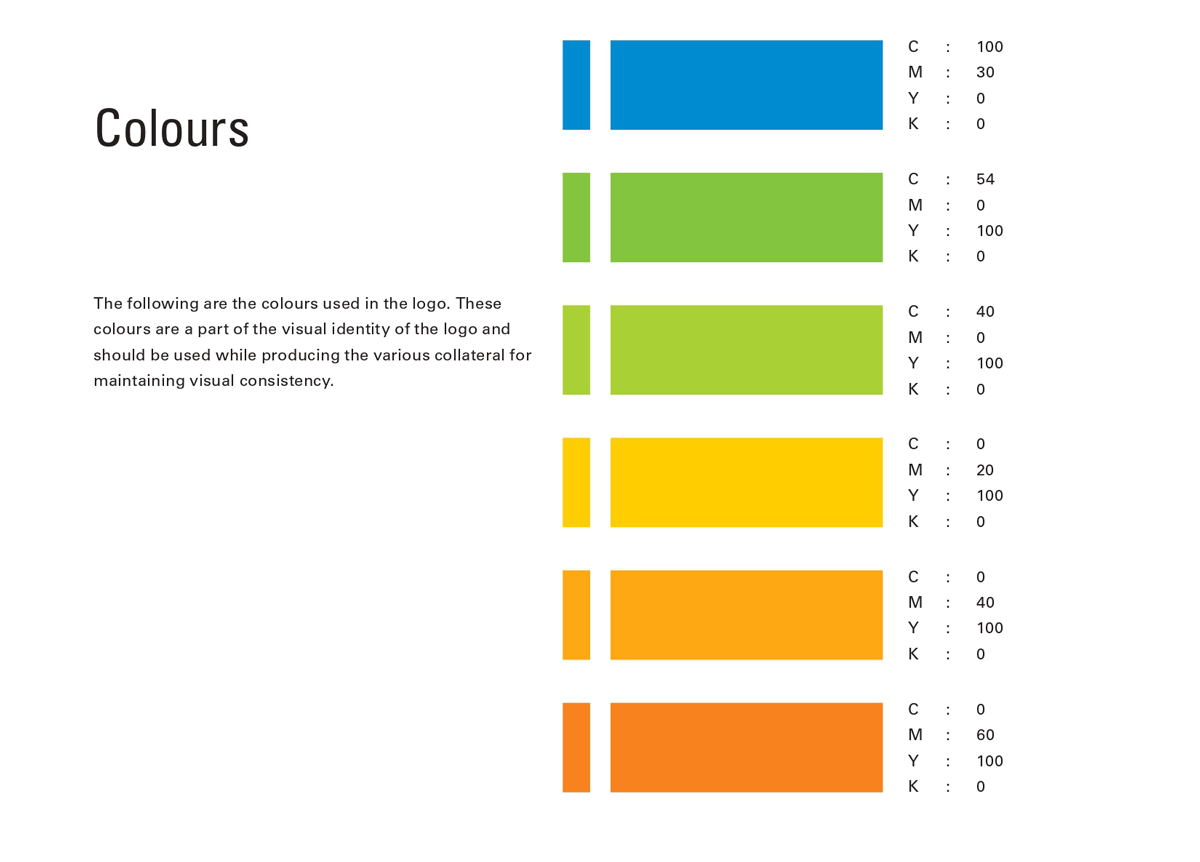 Colours
The following are the colours used in the logo. These
colours are a part of the visual identity of the logo and
should be used while producing the various collateral for
maintaining visual consistency.
C : 100
M : 30
Y : 0
K : 0
C : 54
M : 0
Y : 100
K : 0
C : 40
M : 0
Y : 100
K : 0
C : 0
M : 20
Y : 100
K : 0
C : 0
M : 40
Y : 100
K : 0
C : 0
M : 60
Y : 100
K : 0